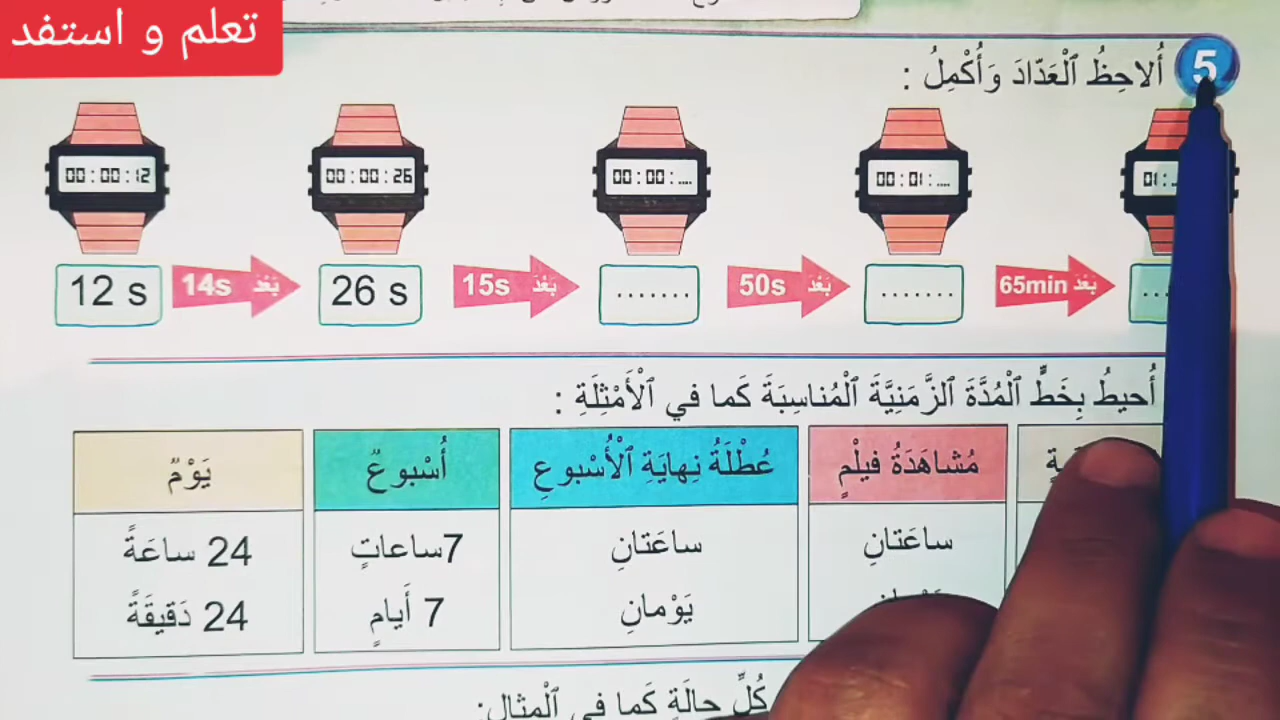 تعلم و استفد
5 أُلاحِظُ ٱلْعَدّادَ وَأُكْمِلُ :
00:00:12 00:00:26 00:00:.... 00:01:.... 01:..
12 s بَعْدَ 14s 26 s بَعْدَ 15s ....... بَعْدَ 50s ....... بَعْدَ 65min ...
أُحيطُ بِخَطٍّ ٱلْمُدَّةَ ٱلزَّمَنِيَّةَ ٱلْمُناسِبَةَ كَما في ٱلْأَمْثِلَةِ :
مُشاهَدَةُ فيلْمٍ عُطْلَةُ نِهايَةِ ٱلْأُسْبوعِ أُسْبوعٌ يَوْمٌ
ساعَتانِ ساعَتانِ 7ساعاتٍ 24 ساعَةً
يَوْمانِ 7 أَيامٍ 24 دَقيقَةً
كُلِّ حالَةٍ كَما في ٱلْمِثالِ: